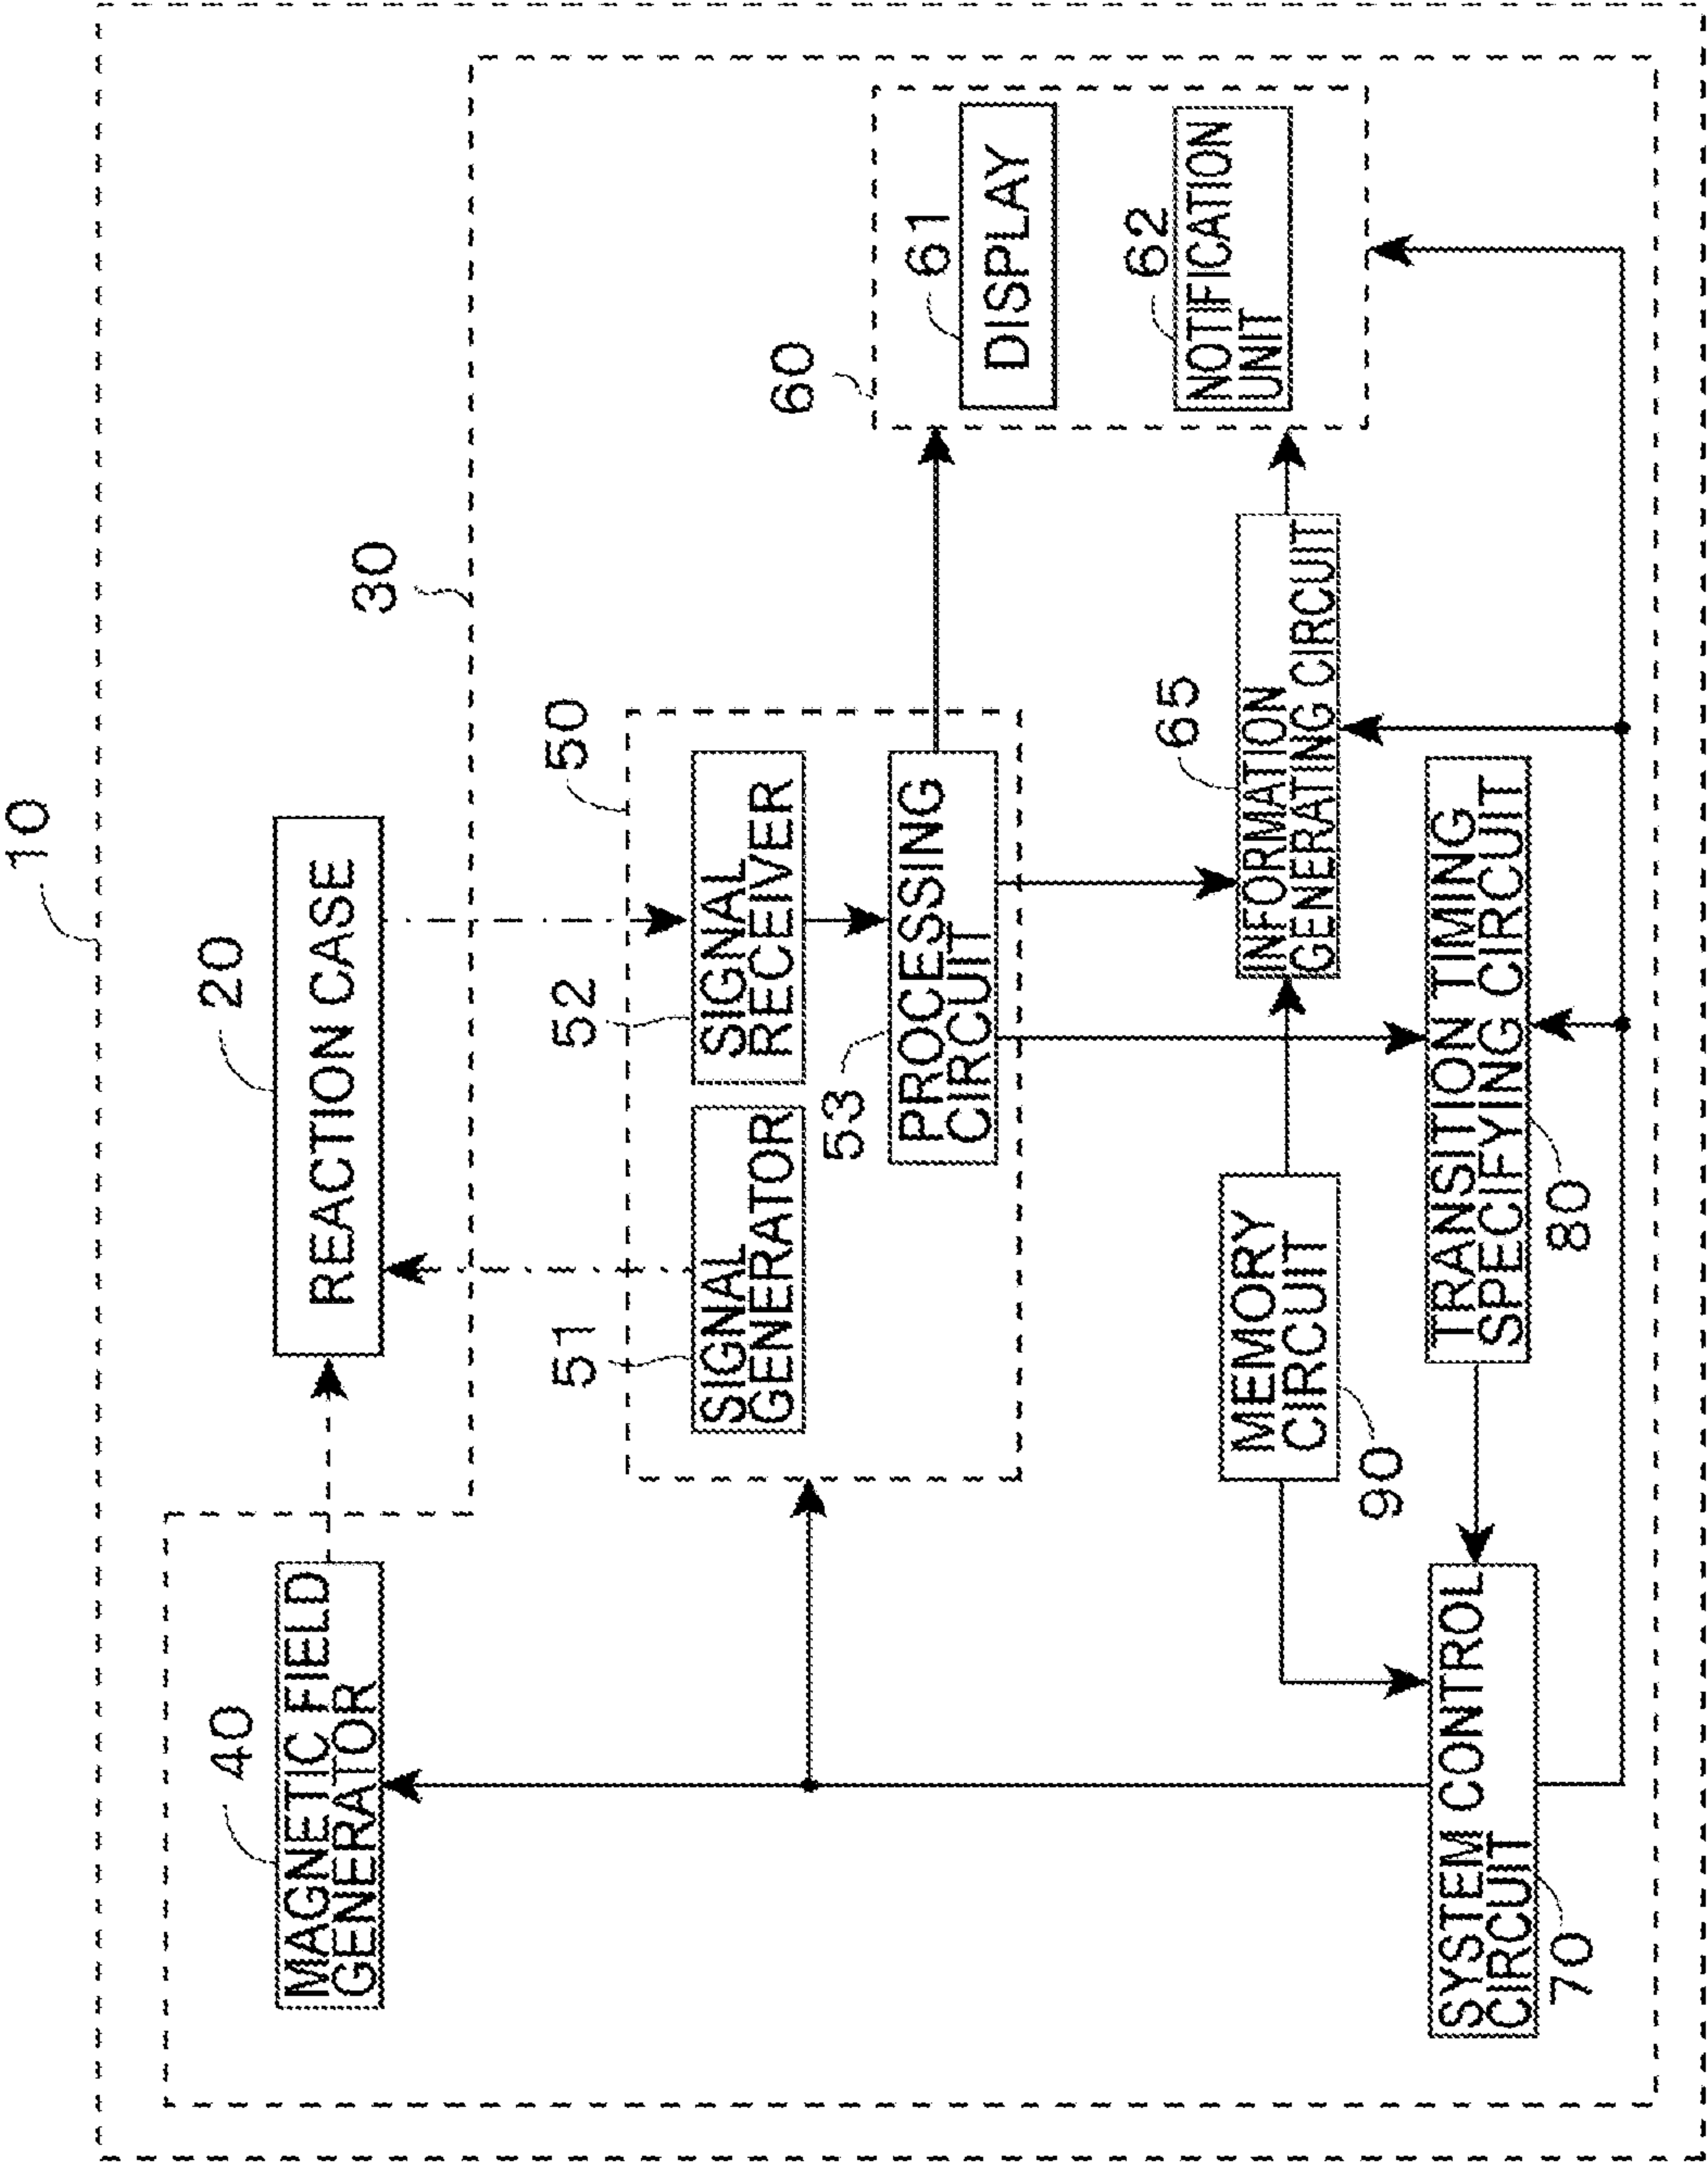 10
20
REACTION CASE
30
40
MAGNETIC FIELD
GENERATOR
50
51
SIGNAL
GENERATOR
52
SIGNAL
RECEIVER
53
PROCESSING
CIRCUIT
60
61
DISPLAY
62
NOTIFICATION
UNIT
65
INFORMATION
GENERATING CIRCUIT
MEMORY
CIRCUIT
90
TRANSITION TIMING
SPECIFYING CIRCUIT
80
SYSTEM CONTROL
CIRCUIT
70